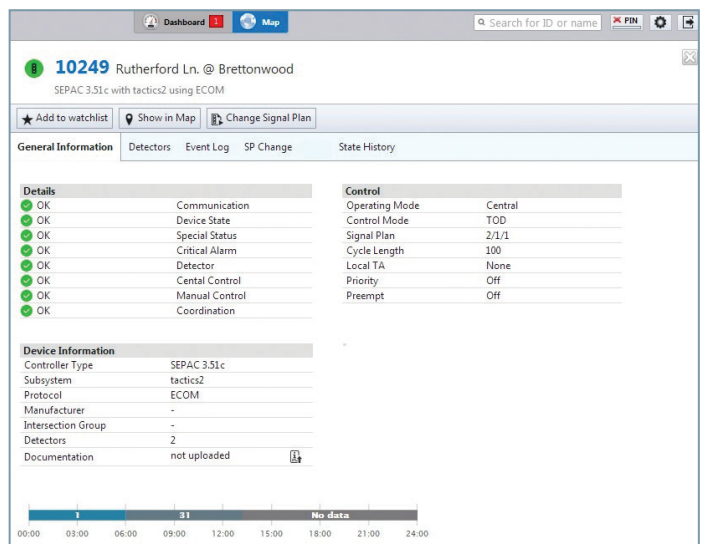 Dashboard 1 Map Search for ID or name PIN
10249 Rutherford Ln. @ Brettonwood
SEPAC 3.51c with tactics2 using ECOM
Add to watchlist Show in Map Change Signal Plan
General Information Detectors Event Log SP Change State History
Details
OK Communication
OK Device State
OK Special Status
OK Critical Alarm
OK Detector
OK Cental Control
OK Manual Control
OK Coordination
Control
Operating Mode Central
Control Mode TOD
Signal Plan 2/1/1
Cycle Length 100
Local TA None
Priority Off
Preempt Off
Device Information
Controller Type SEPAC 3.51c
Subsystem tactics2
Protocol ECOM
Manufacturer -
Intersection Group -
Detectors 2
Documentation not uploaded
1 31 No data
00:00 03:00 06:00 09:00 12:00 15:00 18:00 21:00 24:00